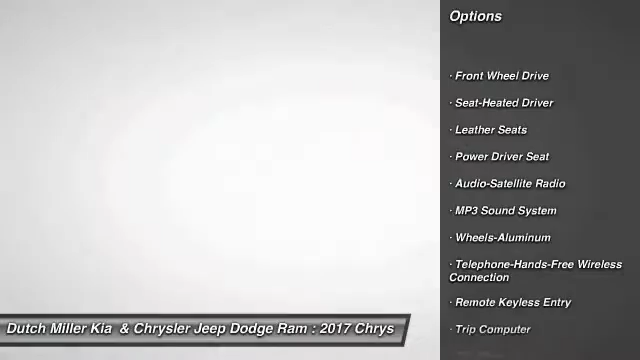 Options
· Front Wheel Drive
· Seat-Heated Driver
· Leather Seats
· Power Driver Seat
· Audio-Satellite Radio
· MP3 Sound System
· Wheels-Aluminum
· Telephone-Hands-Free Wireless
Connection
· Remote Keyless Entry
· Trip Computer
Dutch Miller Kia & Chrysler Jeep Dodge Ram : 2017 Chrys